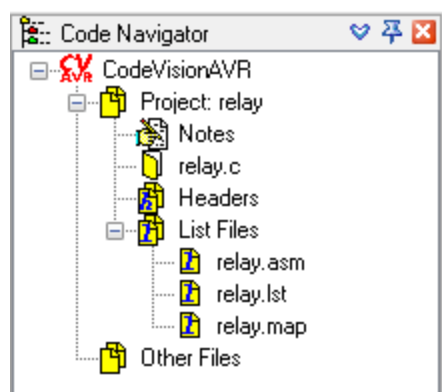 Code Navigator
CV AVR CodeVisionAVR
Project: relay
Notes
relay.c
Headers
List Files
relay.asm
relay.lst
relay.map
Other Files